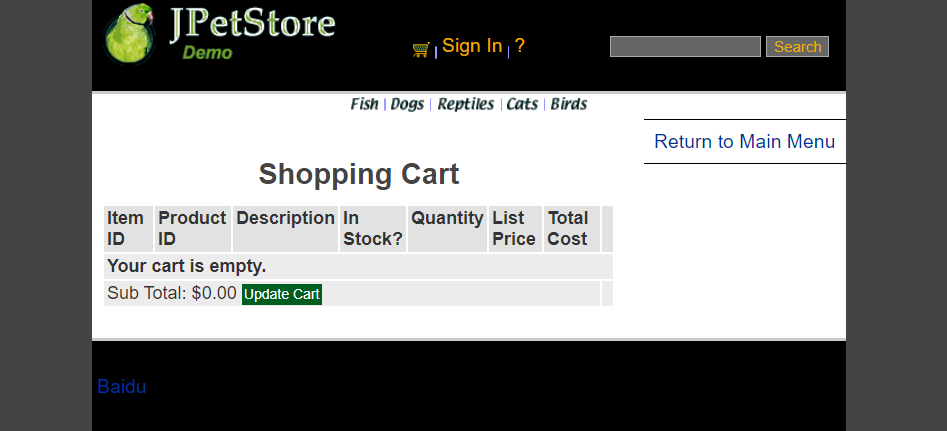 JPetStore
Demo
Sign In | ?
Search
Fish | Dogs | Reptiles | Cats | Birds
Return to Main Menu
Shopping Cart
Item ID Product ID Description In Stock? Quantity List Price Total Cost
Your cart is empty.
Sub Total: $0.00 Update Cart
Baidu